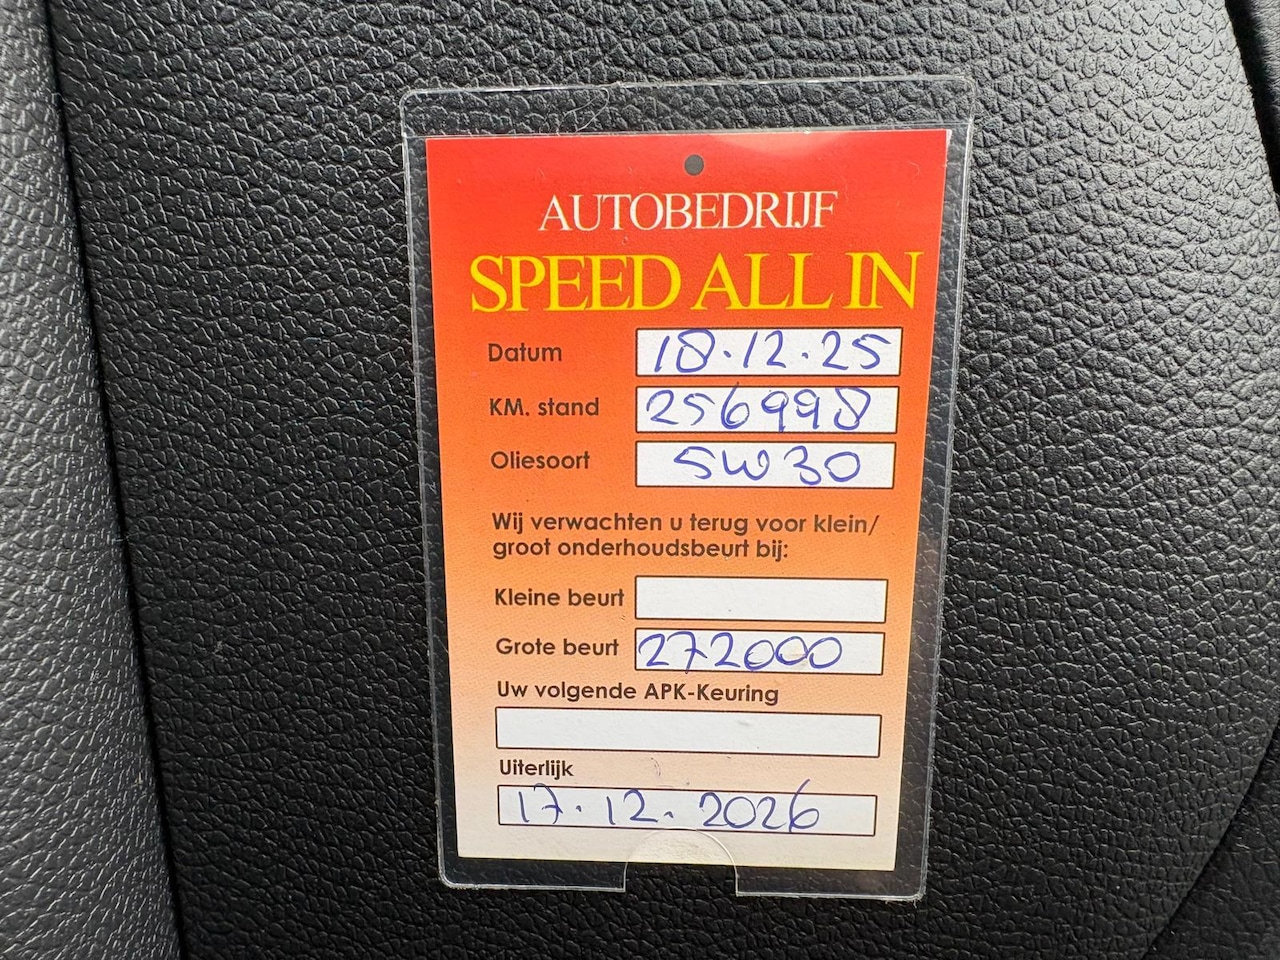 AUTOBEDRIJF
SPEED ALL IN
Datum 18.12.25
KM. stand 256998
Oliesoort 5W30
Wij verwachten u terug voor klein/
groot onderhoudsbeurt bij:
Kleine beurt
Grote beurt 272000
Uw volgende APK-Keuring
Uiterlijk
17.12.2026